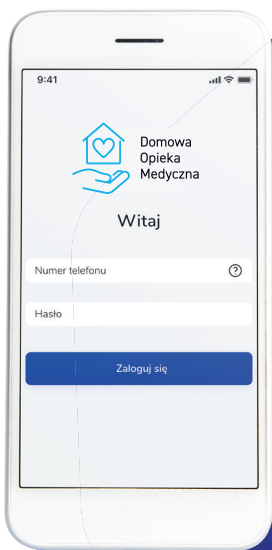 9:41
Domowa
Opieka
Medyczna
Witaj
Numer telefonu
Hasło
Zaloguj się